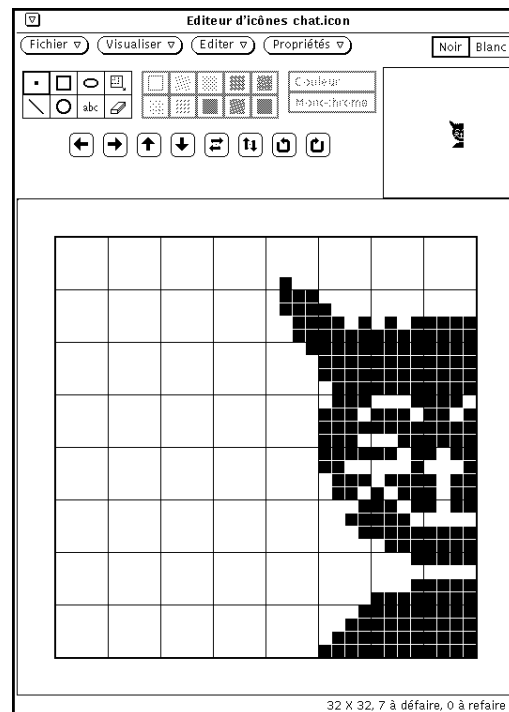 Editeur d'icônes chat.icon
Fichier Visualiser Editer Propriétés Noir Blanc
Couleur
abc Monochrome
32 X 32, 7 à défaire, 0 à refaire